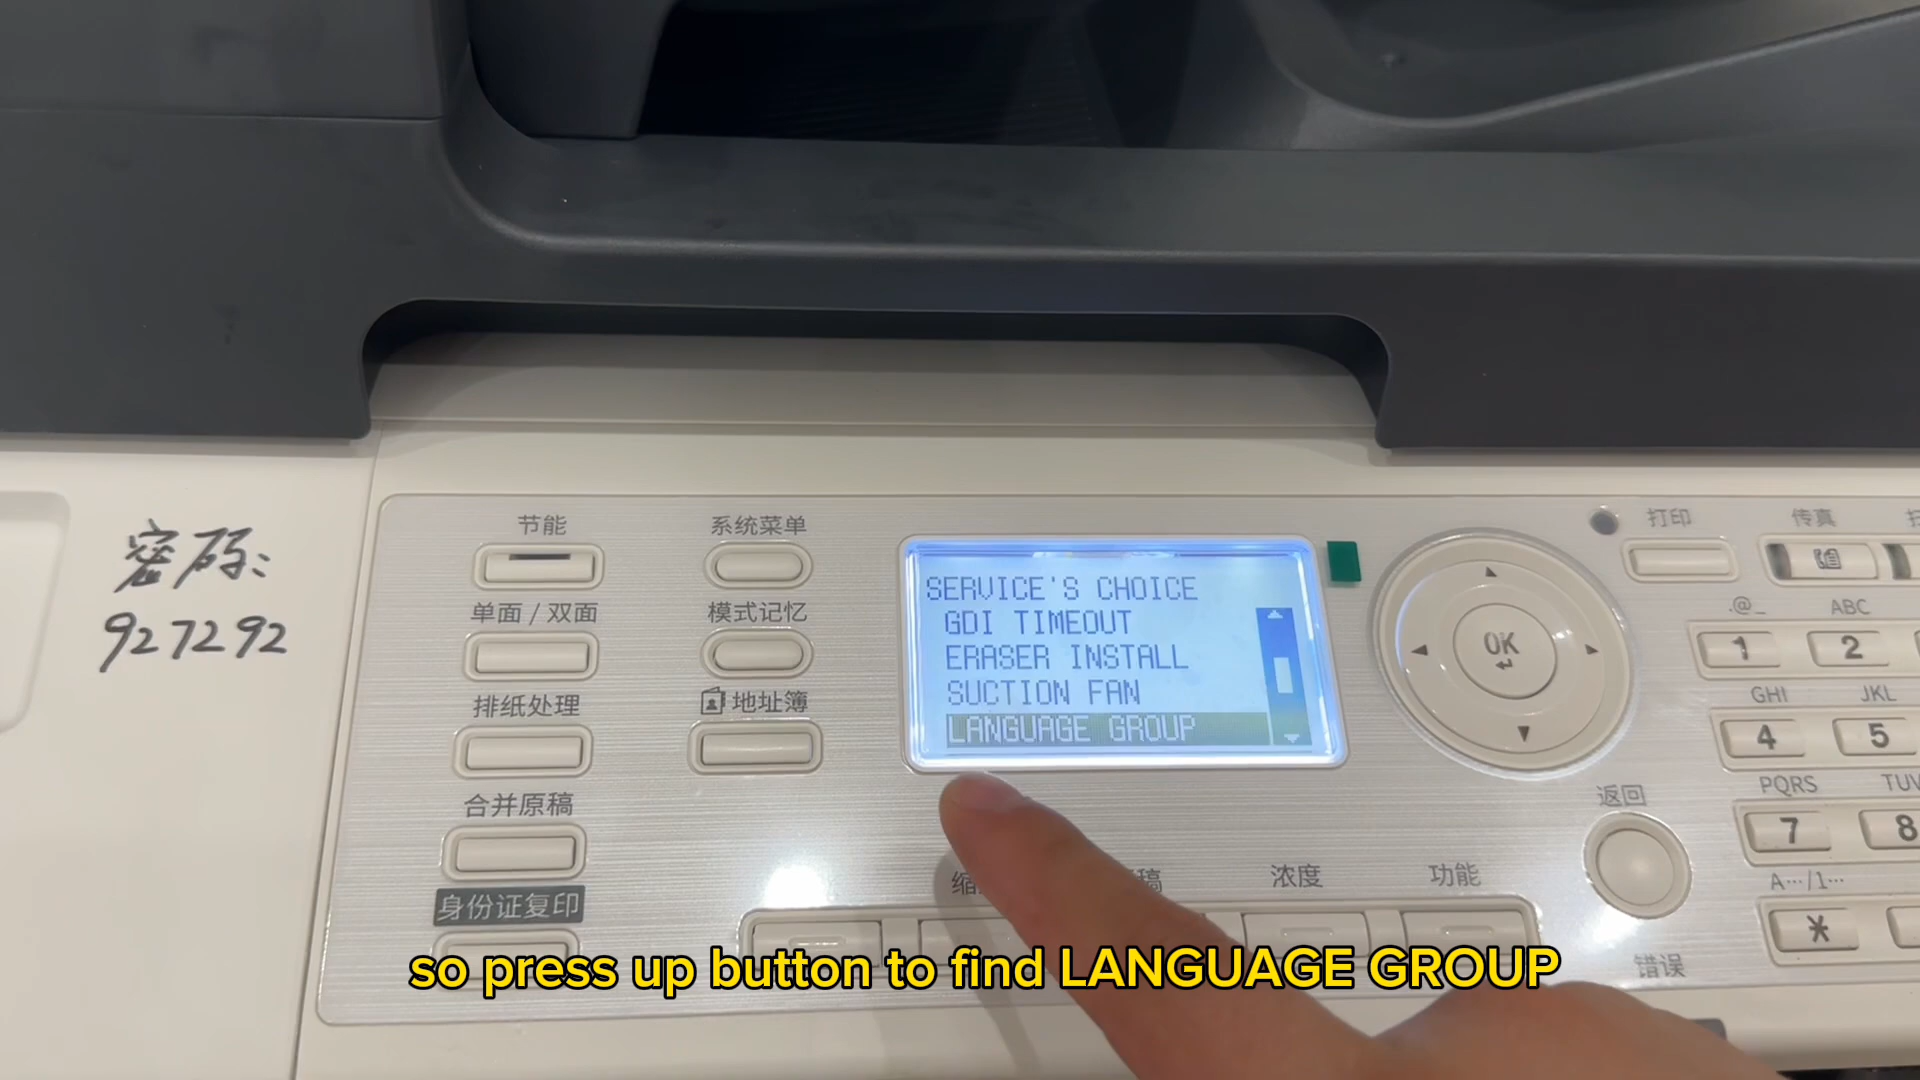 密码:
927292
节能
系统菜单
单面/双面
模式记忆
排纸处理
地址簿
合并原稿
身份证复印
SERVICE'S CHOICE
GDI TIMEOUT
ERASER INSTALL
SUCTION FAN
LANGUAGE GROUP
OK
打印
传真
.@_
ABC
1
2
GHI
JKL
4
5
PQRS
TUV
7
8
A…/1…
*
返回
错误
缩
稿
浓度
功能
so press up button to find LANGUAGE GROUP